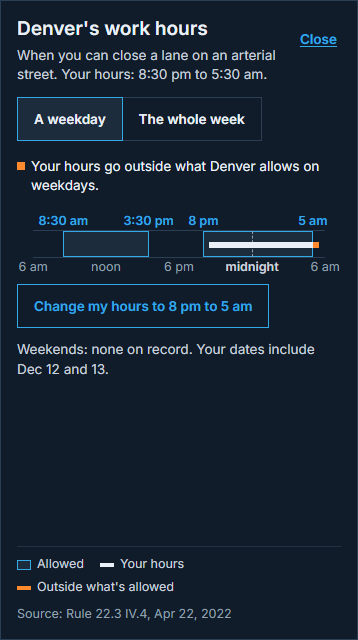 Denver's work hours
Close
When you can close a lane on an arterial
street. Your hours: 8:30 pm to 5:30 am.
A weekday
The whole week
Your hours go outside what Denver allows on
weekdays.
8:30 am 3:30 pm 8 pm 5 am
6 am noon 6 pm midnight 6 am
Change my hours to 8 pm to 5 am
Weekends: none on record. Your dates include
Dec 12 and 13.
Allowed Your hours
Outside what's allowed
Source: Rule 22.3 IV.4, Apr 22, 2022